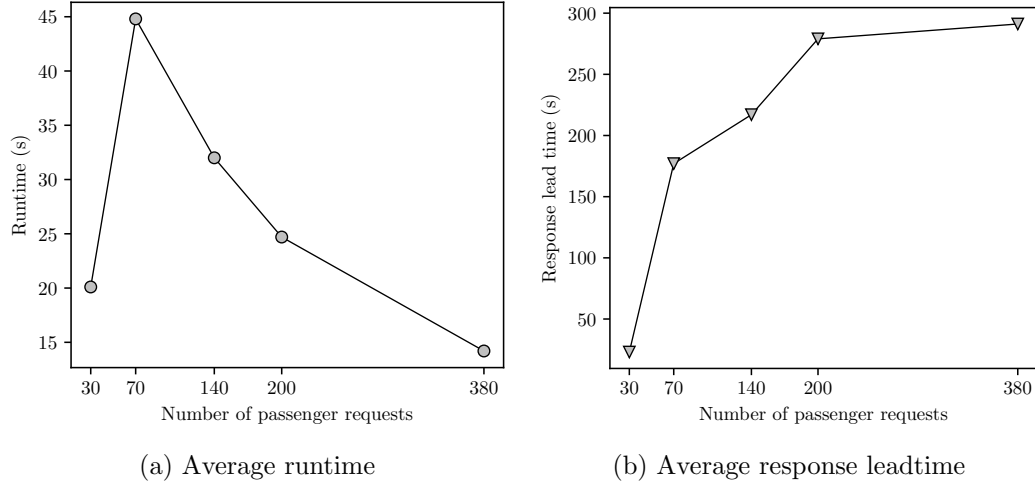 45
40
35
30
25
20
15
Runtime (s)
30 70 140 200 380
Number of passenger requests
(a) Average runtime
300
250
200
150
100
50
Response lead time (s)
30 70 140 200 380
Number of passenger requests
(b) Average response leadtime